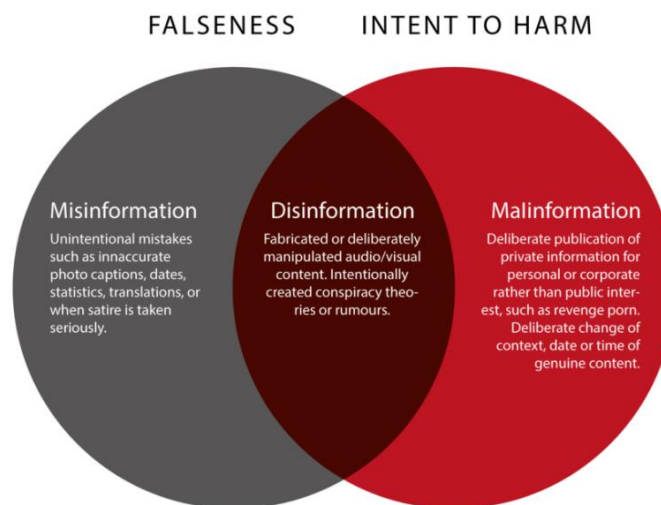 FALSENESS
INTENT TO HARM
Misinformation
Unintentional mistakes
such as innaccurate
photo captions, dates,
statistics, translations, or
when satire is taken
seriously.
Disinformation
Fabricated or deliberately
manipulated audio/visual
content. Intentionally
created conspiracy theo-
ries or rumours.
Malinformation
Deliberate publication of
private information for
personal or corporate
rather than public inter-
est, such as revenge porn.
Deliberate change of
context, date or time of
genuine content.